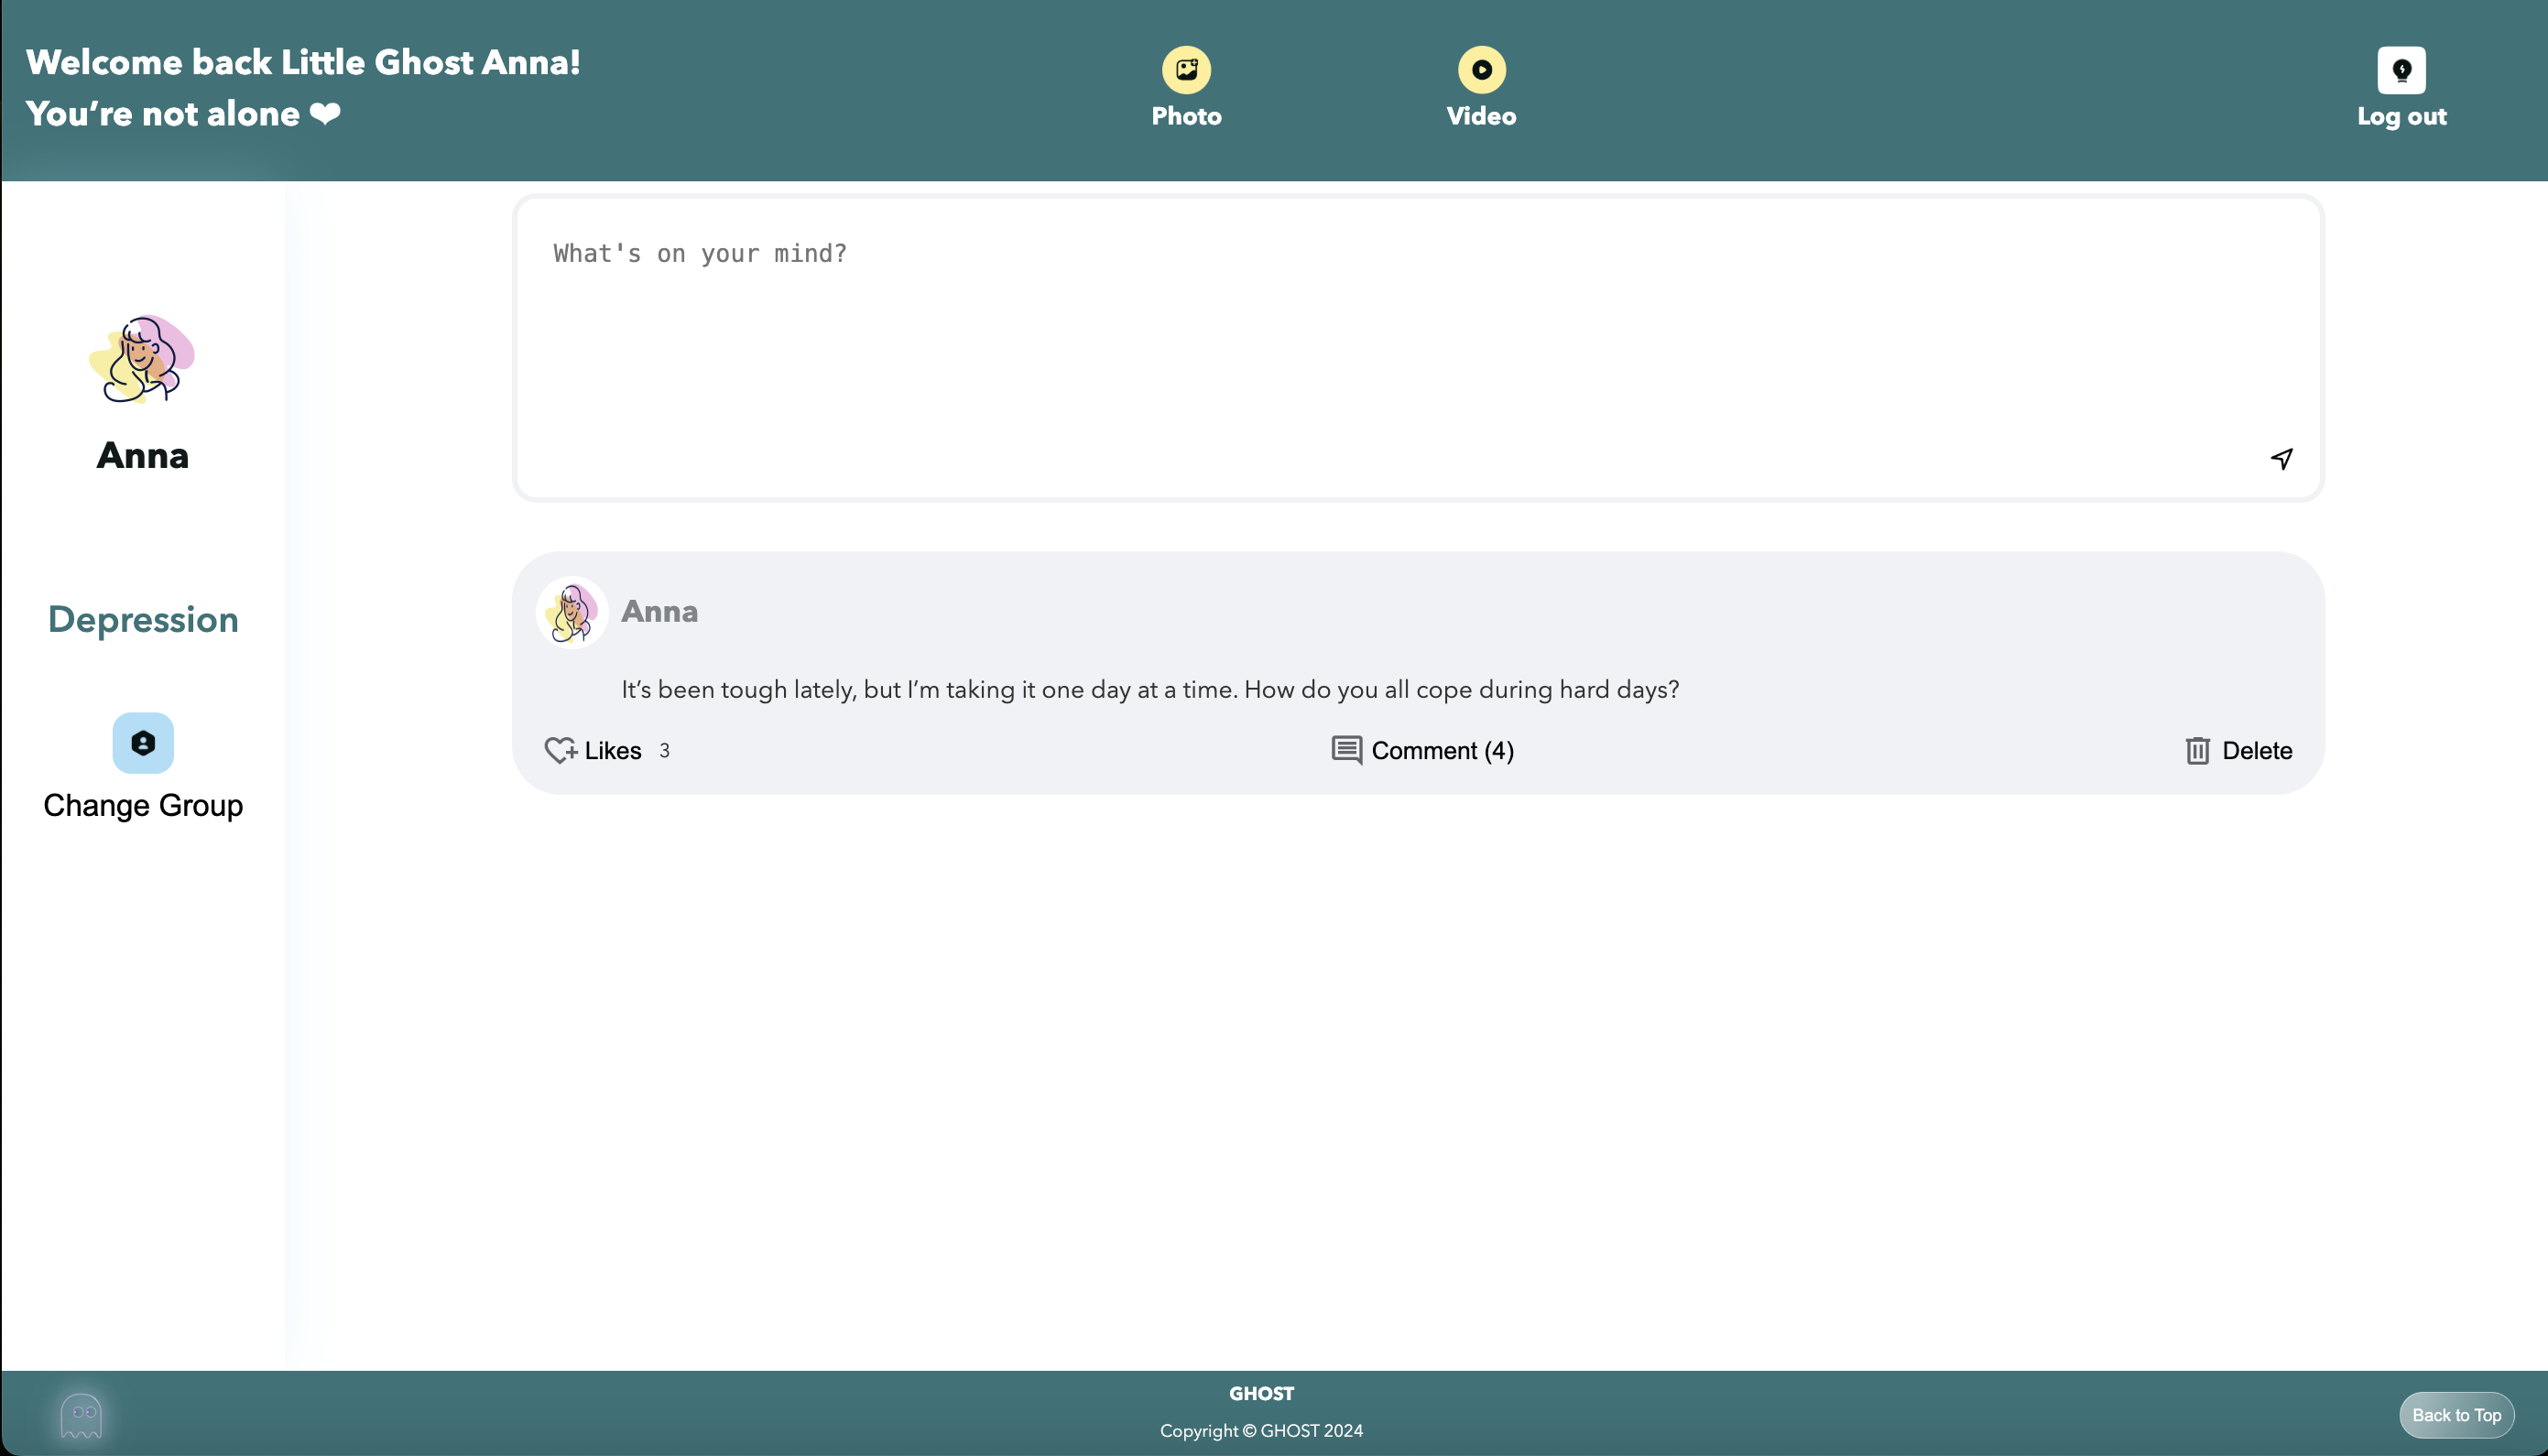 Welcome back Little Ghost Anna!
You’re not alone ❤
Photo
Video
Log out
Anna
Depression
Change Group
What's on your mind?
Anna
It’s been tough lately, but I’m taking it one day at a time. How do you all cope during hard days?
Likes 3
Comment (4)
Delete
GHOST
Copyright © GHOST 2024
Back to Top